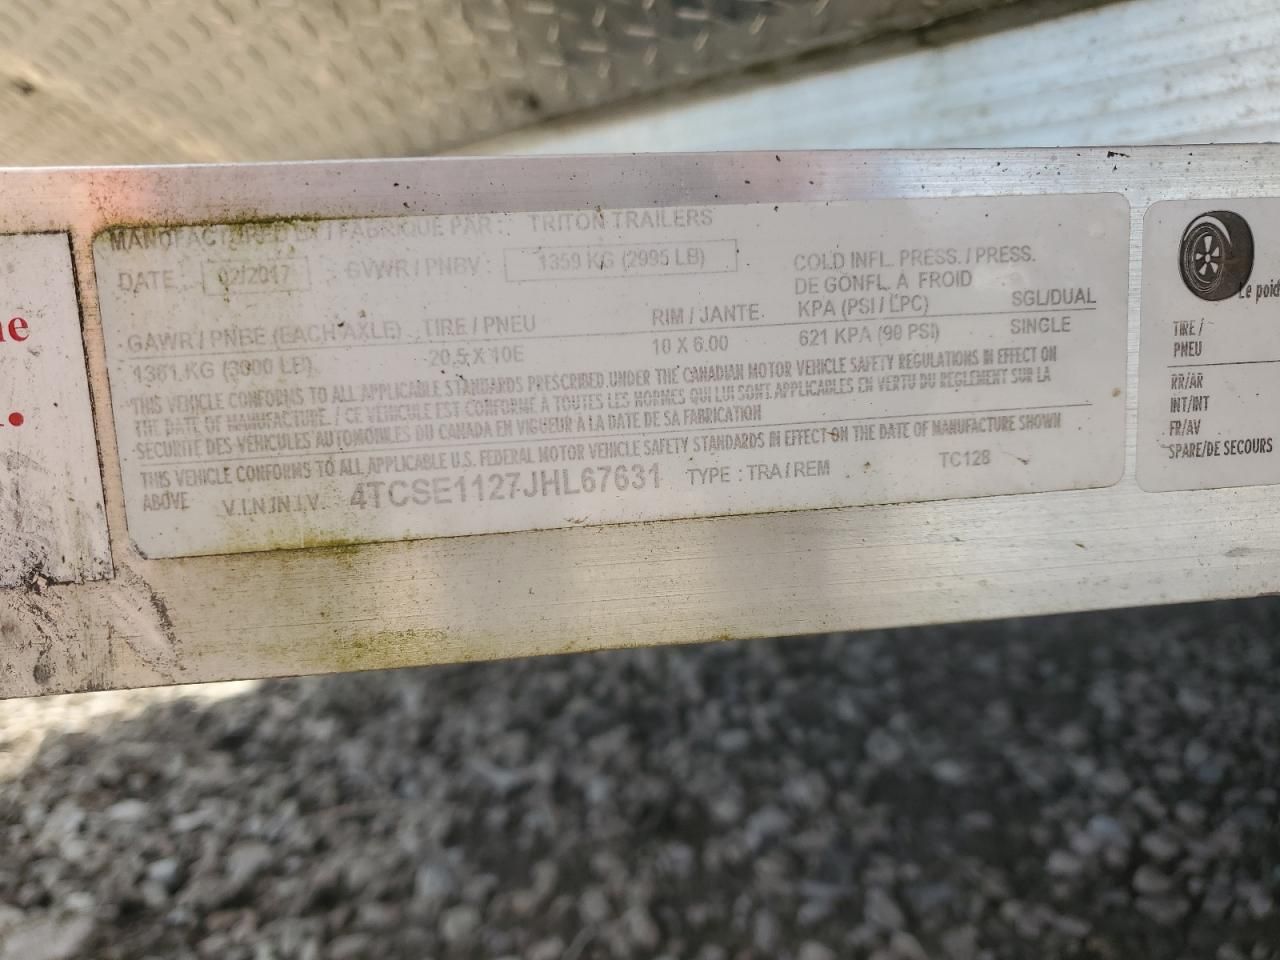 MANUFACTURED BY / FABRIQUE PAR : TRITON TRAILERS
DATE 02/2017 GVWR / PNBV : 1359 KG (2995 LB)
COLD INFL. PRESS. / PRESS.
DE GONFL. À FROID
GAWR / PNBE (EACH AXLE) TIRE / PNEU RIM / JANTE KPA (PSI / LPC) SGL/DUAL
1361 KG (3000 LB) 20.5 X 10E 10 X 6.00 621 KPA (90 PSI) SINGLE
THIS VEHICLE CONFORMS TO ALL APPLICABLE STANDARDS PRESCRIBED UNDER THE CANADIAN MOTOR VEHICLE SAFETY REGULATIONS IN EFFECT ON
THE DATE OF MANUFACTURE. / CE VEHICULE EST CONFORME A TOUTES LES NORMES QUI LUI SONT APPLICABLES EN VERTU DU REGLEMENT SUR LA
SECURITE DES VEHICULES AUTOMOBILES DU CANADA EN VIGUEUR A LA DATE DE SA FABRICATION
THIS VEHICLE CONFORMS TO ALL APPLICABLE U.S. FEDERAL MOTOR VEHICLE SAFETY STANDARDS IN EFFECT ON THE DATE OF MANUFACTURE SHOWN
ABOVE V.I.N./N.I.V. 4TCSE1127JHL67631 TYPE : TRA / REM TC128
Le poid
TIRE /
PNEU
RR/AR
INT/INT
FR/AV
SPARE/DE SECOURS